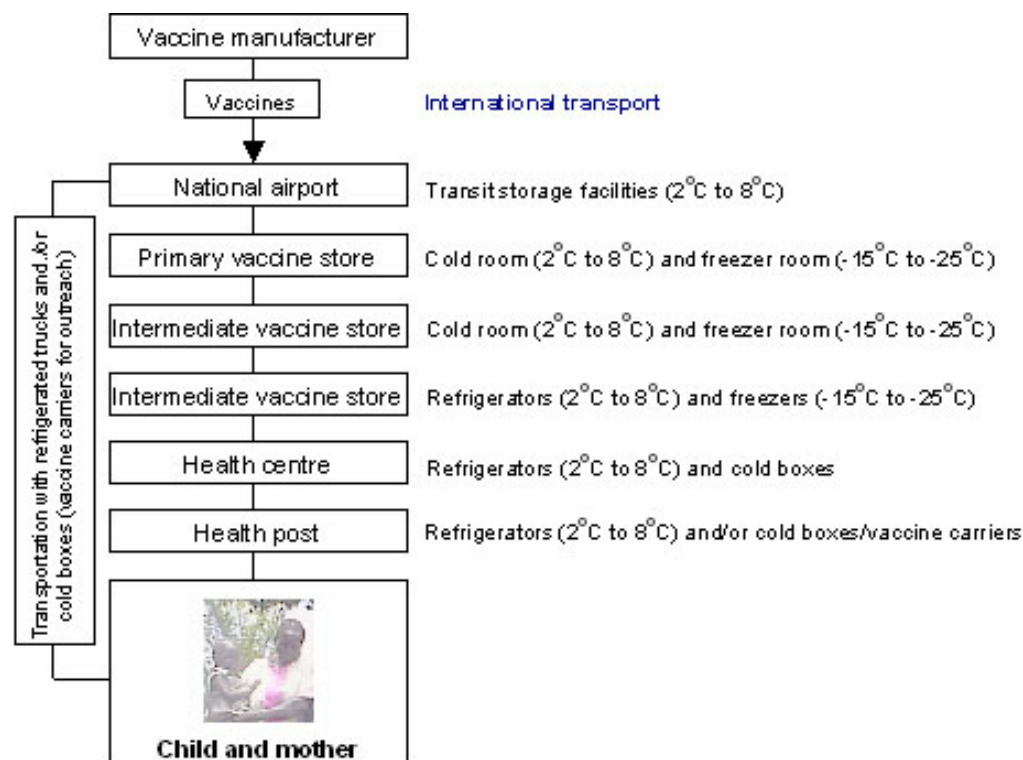 Vaccine manufacturer
Vaccines
International transport
National airport
Transit storage facilities (2°C to 8°C)
Primary vaccine store
Cold room (2°C to 8°C) and freezer room (-15°C to -25°C)
Intermediate vaccine store
Cold room (2°C to 8°C) and freezer room (-15°C to -25°C)
Intermediate vaccine store
Refrigerators (2°C to 8°C) and freezers (-15°C to -25°C)
Health centre
Refrigerators (2°C to 8°C) and cold boxes
Health post
Refrigerators (2°C to 8°C) and/or cold boxes/vaccine carriers
Transportation with refrigerated trucks and/or
cold boxes (vaccine carriers for outreach)
Child and mother